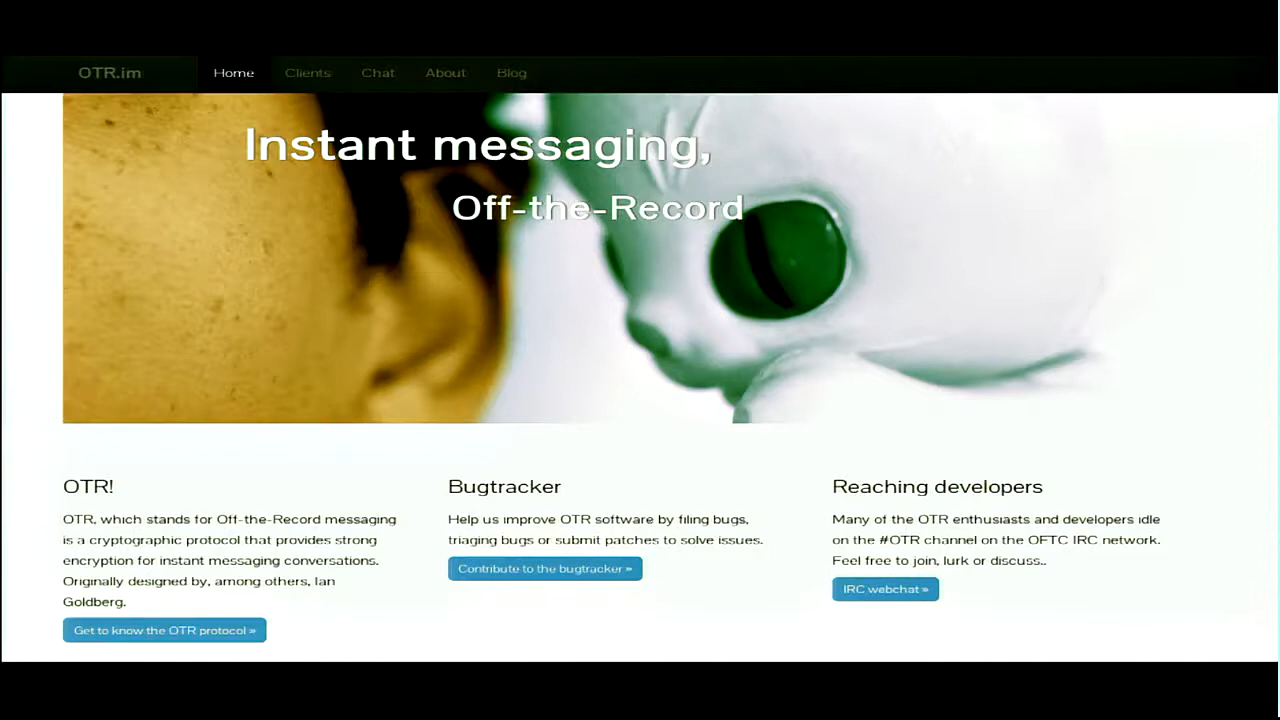 OTR.im Home Clients Chat About Blog
Instant messaging,
Off-the-Record
OTR!
OTR, which stands for Off-the-Record messaging
is a cryptographic protocol that provides strong
encryption for instant messaging conversations.
Originally designed by, among others, Ian
Goldberg.
Get to know the OTR protocol »
Bugtracker
Help us improve OTR software by filing bugs,
triaging bugs or submit patches to solve issues.
Contribute to the bugtracker »
Reaching developers
Many of the OTR enthusiasts and developers idle
on the #OTR channel on the OFTC IRC network.
Feel free to join, lurk or discuss..
IRC webchat »